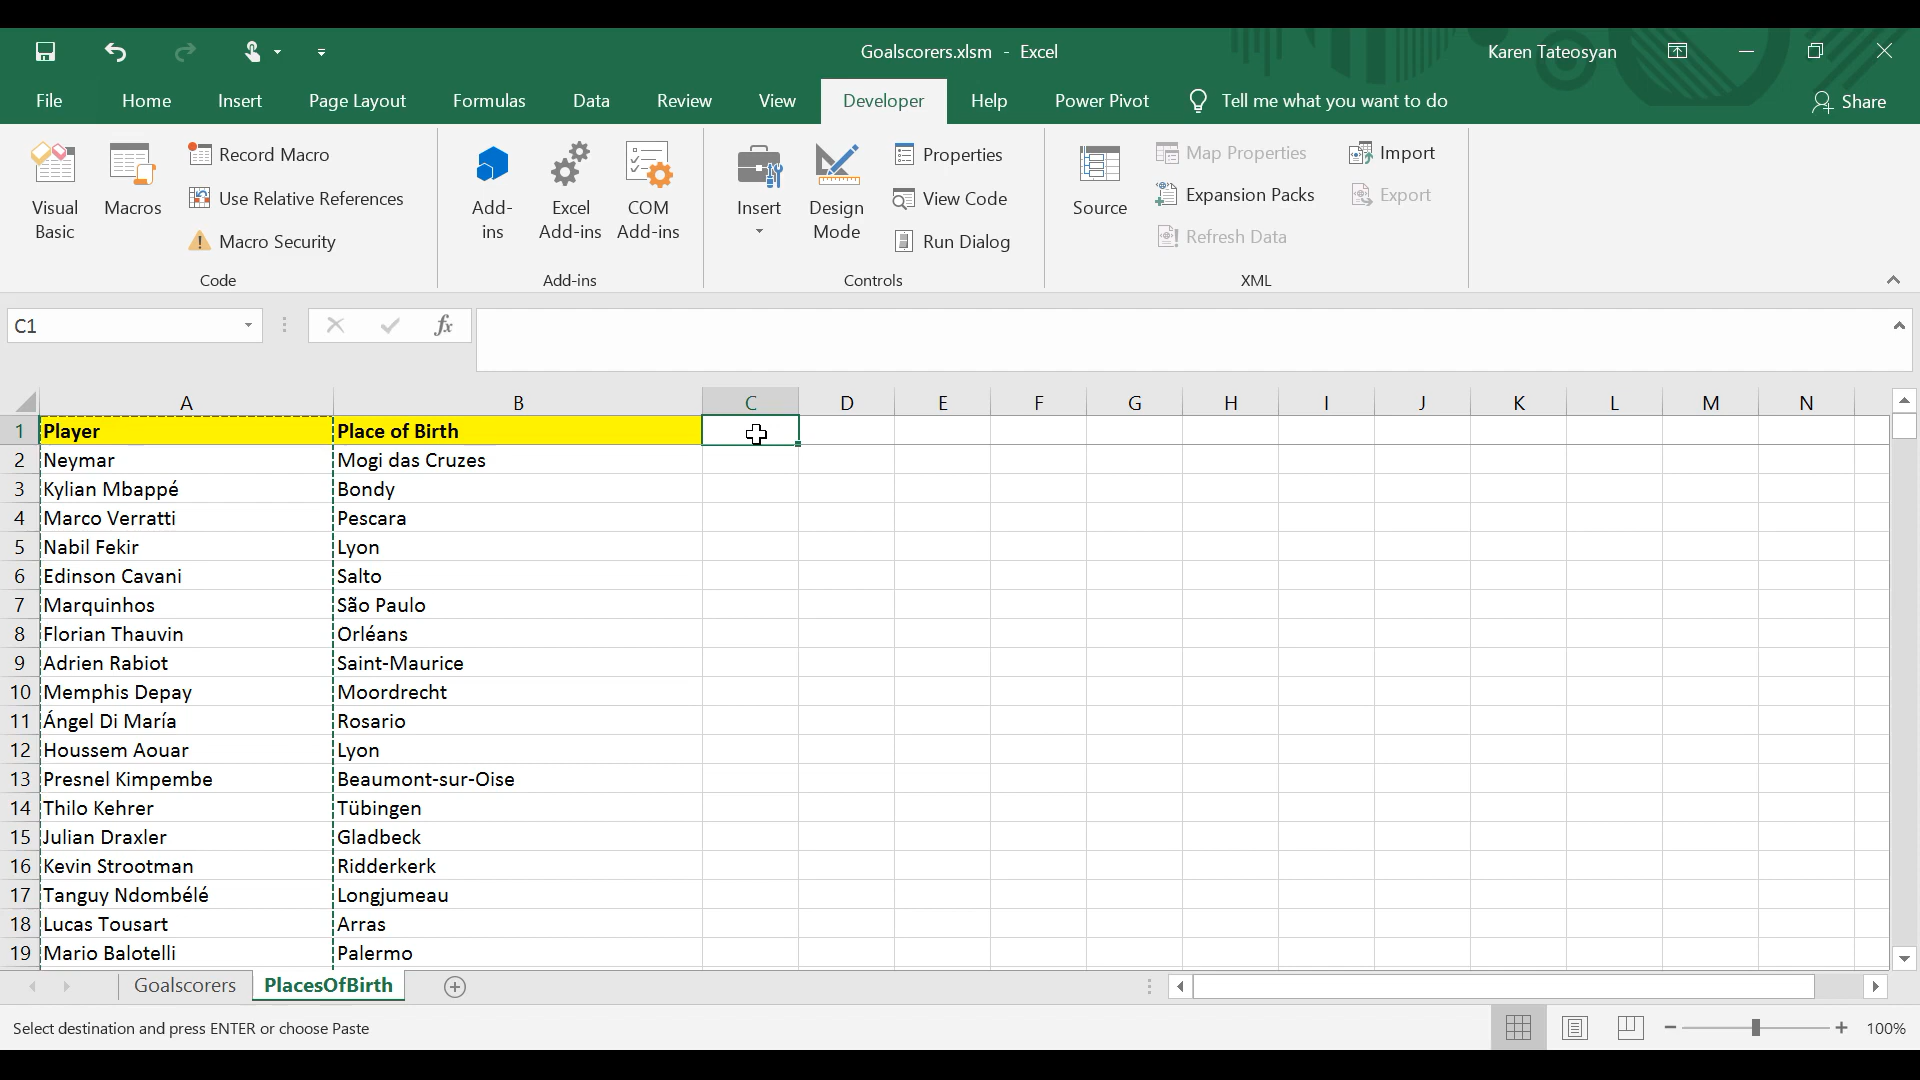 Goalscorers.xlsm - Excel
Karen Tateosyan
File Home Insert Page Layout Formulas Data Review View Developer Help Power Pivot Tell me what you want to do Share
Visual Basic
Macros
Record Macro
Use Relative References
Macro Security
Code
Add-ins
Excel Add-ins
COM Add-ins
Add-ins
Insert
Design Mode
Properties
View Code
Run Dialog
Controls
Source
Map Properties
Expansion Packs
Refresh Data
Import
Export
XML
C1 fx
A B C D E F G H I J K L M N
1 Player Place of Birth
2 Neymar Mogi das Cruzes
3 Kylian Mbappé Bondy
4 Marco Verratti Pescara
5 Nabil Fekir Lyon
6 Edinson Cavani Salto
7 Marquinhos São Paulo
8 Florian Thauvin Orléans
9 Adrien Rabiot Saint-Maurice
10 Memphis Depay Moordrecht
11 Ángel Di María Rosario
12 Houssem Aouar Lyon
13 Presnel Kimpembe Beaumont-sur-Oise
14 Thilo Kehrer Tübingen
15 Julian Draxler Gladbeck
16 Kevin Strootman Ridderkerk
17 Tanguy Ndombélé Longjumeau
18 Lucas Tousart Arras
19 Mario Balotelli Palermo
Goalscorers PlacesOfBirth
Select destination and press ENTER or choose Paste
100%